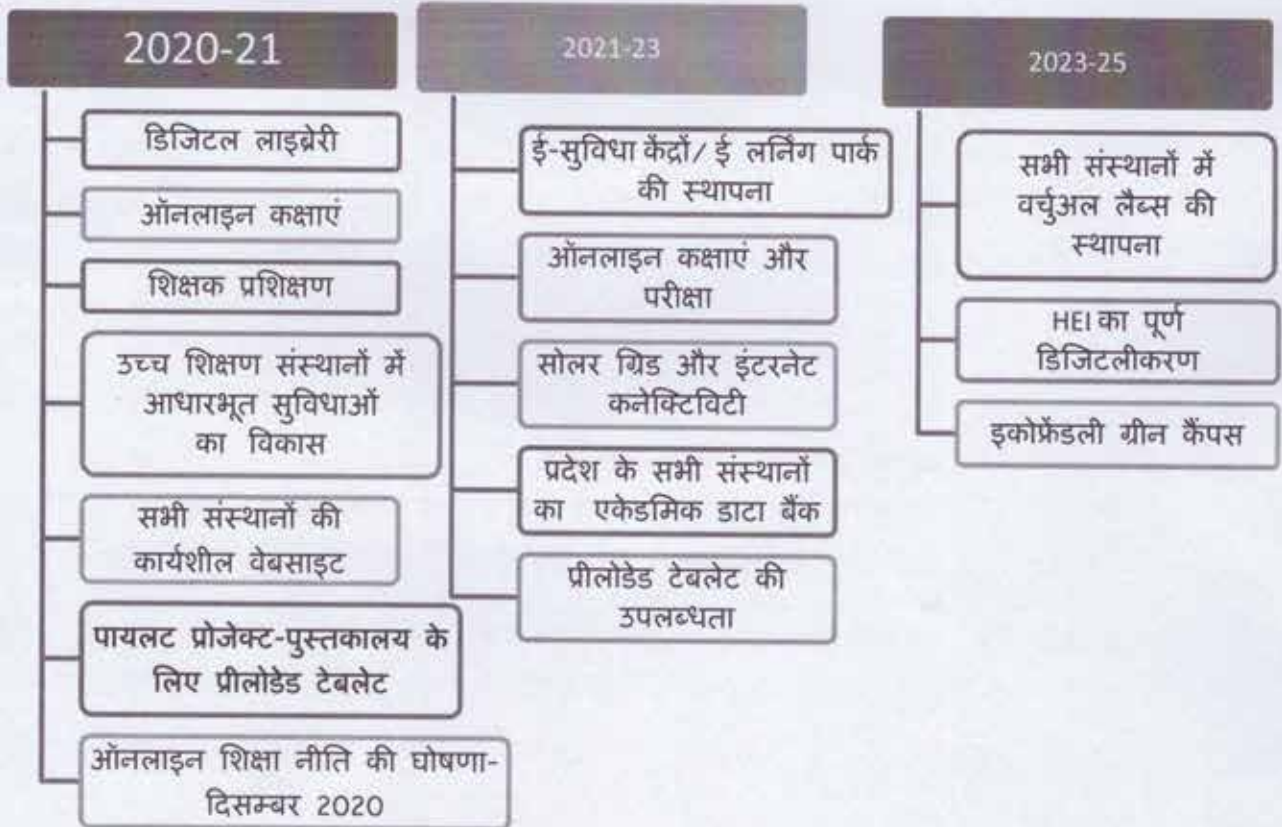 2020-21
डिजिटल लाइब्रेरी
ऑनलाइन कक्षाएं
शिक्षक प्रशिक्षण
उच्च शिक्षण संस्थानों में
आधारभूत सुविधाओं
का विकास
सभी संस्थानों की
कार्यशील वेबसाइट
पायलट प्रोजेक्ट-पुस्तकालय के
लिए प्रीलोडेड टेबलेट
ऑनलाइन शिक्षा नीति की घोषणा-
दिसम्बर 2020
2021-23
ई-सुविधा केंद्रों/ ई लर्निंग पार्क
की स्थापना
ऑनलाइन कक्षाएं और
परीक्षा
सोलर ग्रिड और इंटरनेट
कनेक्टिविटी
प्रदेश के सभी संस्थानों
का एकेडमिक डाटा बैंक
प्रीलोडेड टेबलेट की
उपलब्धता
2023-25
सभी संस्थानों में
वर्चुअल लैब्स की
स्थापना
HEI का पूर्ण
डिजिटलीकरण
इकोफ्रेंडली ग्रीन कैंपस